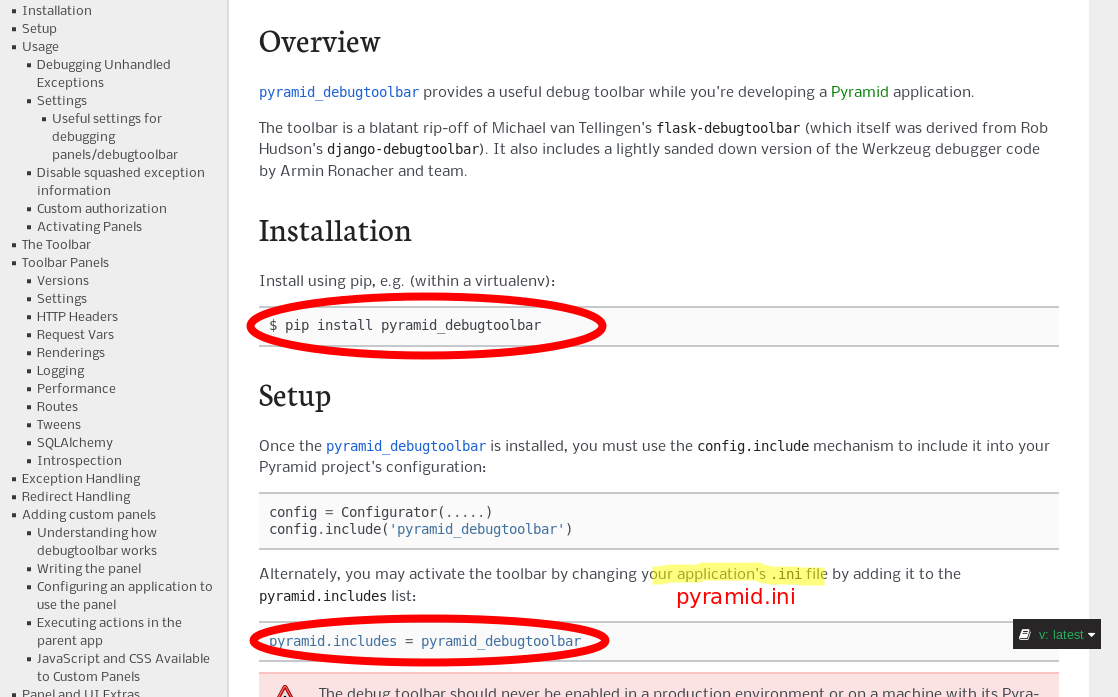 Installation
Setup
Usage
Debugging Unhandled
Exceptions
Settings
Useful settings for
debugging
panels/debugtoolbar
Disable squashed exception
information
Custom authorization
Activating Panels
The Toolbar
Toolbar Panels
Versions
Settings
HTTP Headers
Request Vars
Renderings
Logging
Performance
Routes
Tweens
SQLAlchemy
Introspection
Exception Handling
Redirect Handling
Adding custom panels
Understanding how
debugtoolbar works
Writing the panel
Configuring an application to
use the panel
Executing actions in the
parent app
JavaScript and CSS Available
to Custom Panels
Panel and UI Extras
Overview
pyramid_debugtoolbar provides a useful debug toolbar while you're developing a Pyramid application.
The toolbar is a blatant rip-off of Michael van Tellingen's flask-debugtoolbar (which itself was derived from Rob
Hudson's django-debugtoolbar). It also includes a lightly sanded down version of the Werkzeug debugger code
by Armin Ronacher and team.
Installation
Install using pip, e.g. (within a virtualenv):
$ pip install pyramid_debugtoolbar
Setup
Once the pyramid_debugtoolbar is installed, you must use the config.include mechanism to include it into your
Pyramid project's configuration:
config = Configurator(.....)
config.include('pyramid_debugtoolbar')
Alternately, you may activate the toolbar by changing your application's .ini file by adding it to the
pyramid.ini
pyramid.includes list:
pyramid.includes = pyramid_debugtoolbar
v: latest
The debug toolbar should never be enabled in a production environment or on a machine with its Pyra-